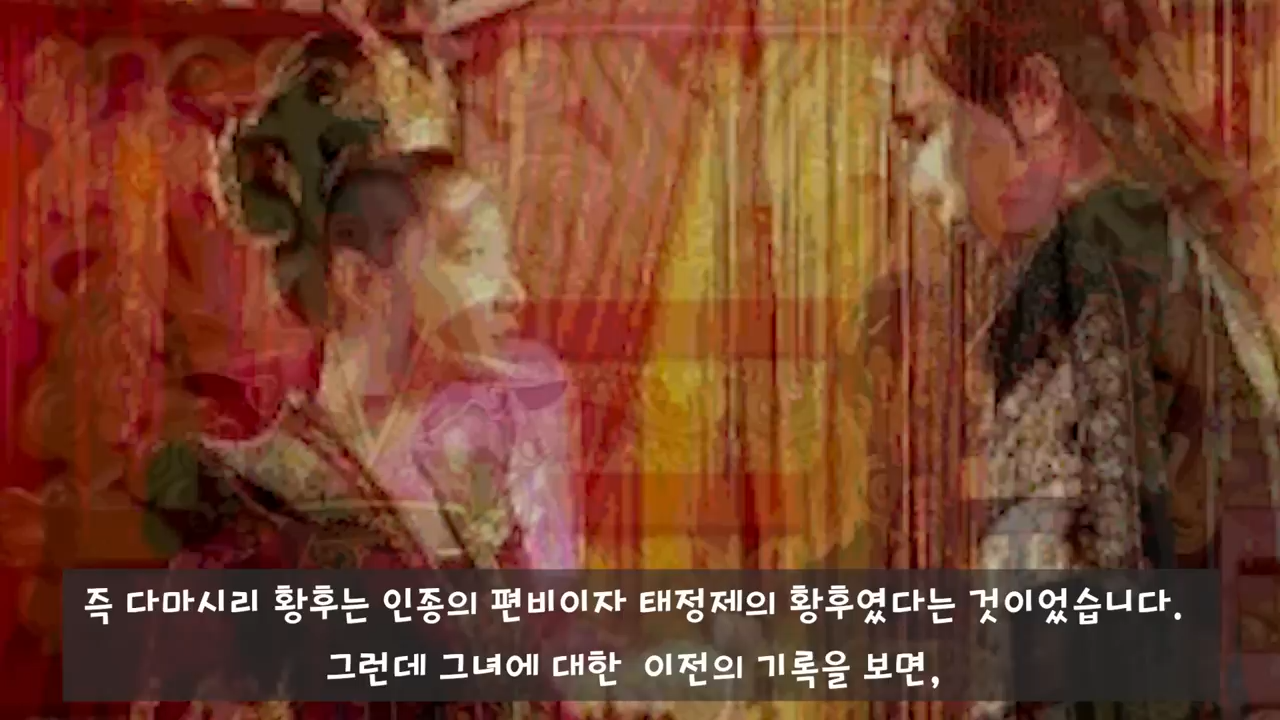 즉 다마시리 황후는 인종의 편비이자 태정제의 황후였다는 것이었습니다.
그런데 그녀에 대한 이전의 기록을 보면,